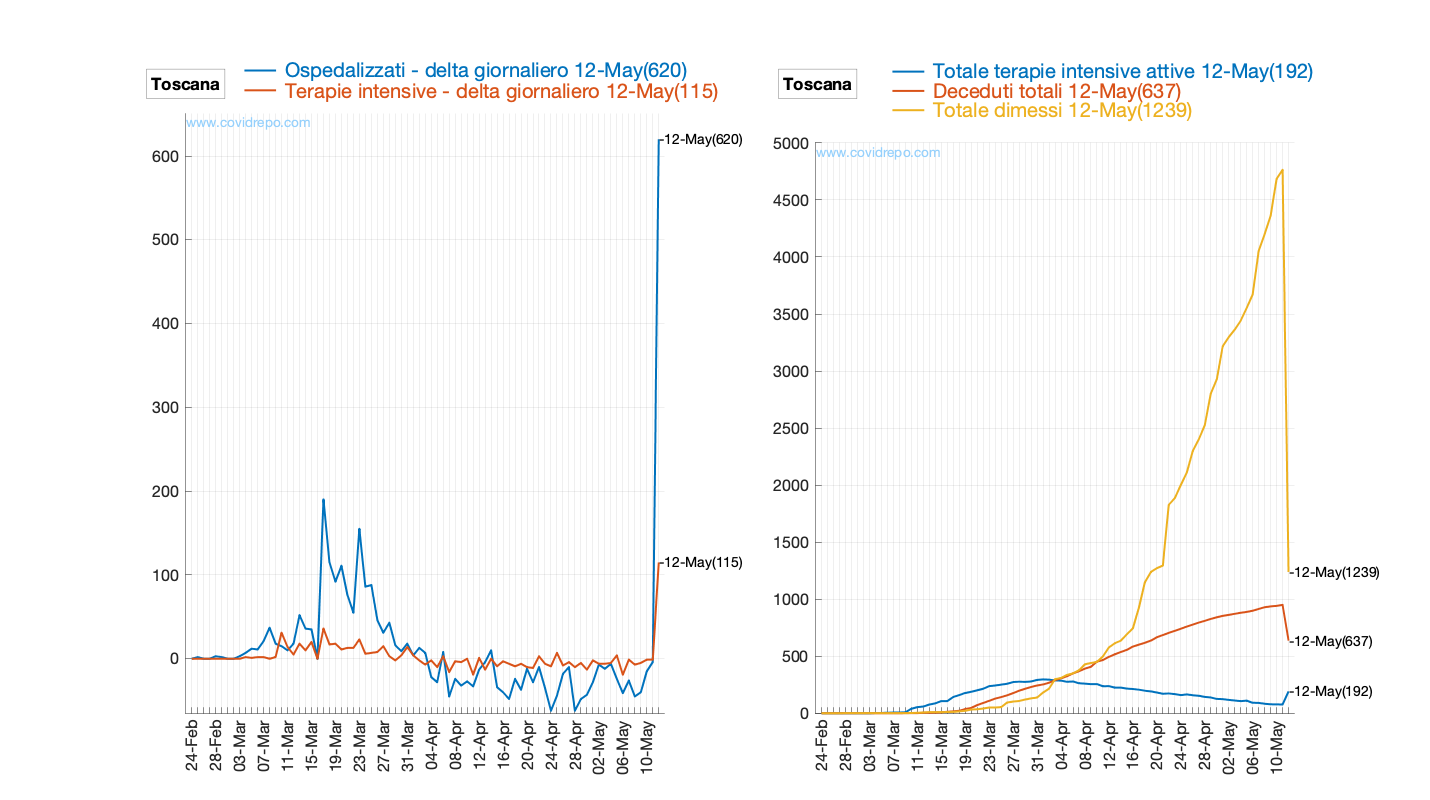 Toscana
Ospedalizzati - delta giornaliero 12-May(620)
Terapie intensive - delta giornaliero 12-May(115)
www.covidrepo.com
600
500
400
300
200
100
0
12-May(620)
12-May(115)
24-Feb
28-Feb
03-Mar
07-Mar
11-Mar
15-Mar
19-Mar
23-Mar
27-Mar
31-Mar
04-Apr
08-Apr
12-Apr
16-Apr
20-Apr
24-Apr
28-Apr
02-May
06-May
10-May
Toscana
Totale terapie intensive attive 12-May(192)
Deceduti totali 12-May(637)
Totale dimessi 12-May(1239)
www.covidrepo.com
5000
4500
4000
3500
3000
2500
2000
1500
1000
500
0
12-May(1239)
12-May(637)
12-May(192)
24-Feb
28-Feb
03-Mar
07-Mar
11-Mar
15-Mar
19-Mar
23-Mar
27-Mar
31-Mar
04-Apr
08-Apr
12-Apr
16-Apr
20-Apr
24-Apr
28-Apr
02-May
06-May
10-May